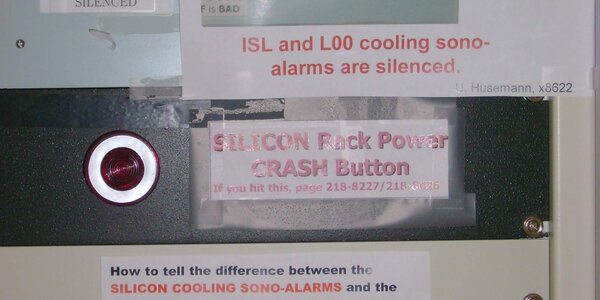 SILENCED
F is BAD
ISL and L00 cooling sono-
alarms are silenced.
U. Husemann, x8622
SILICON Rack Power
CRASH Button
If you hit this, page 218-8227/218-
How to tell the difference between the
SILICON COOLING SONO-ALARMS and the